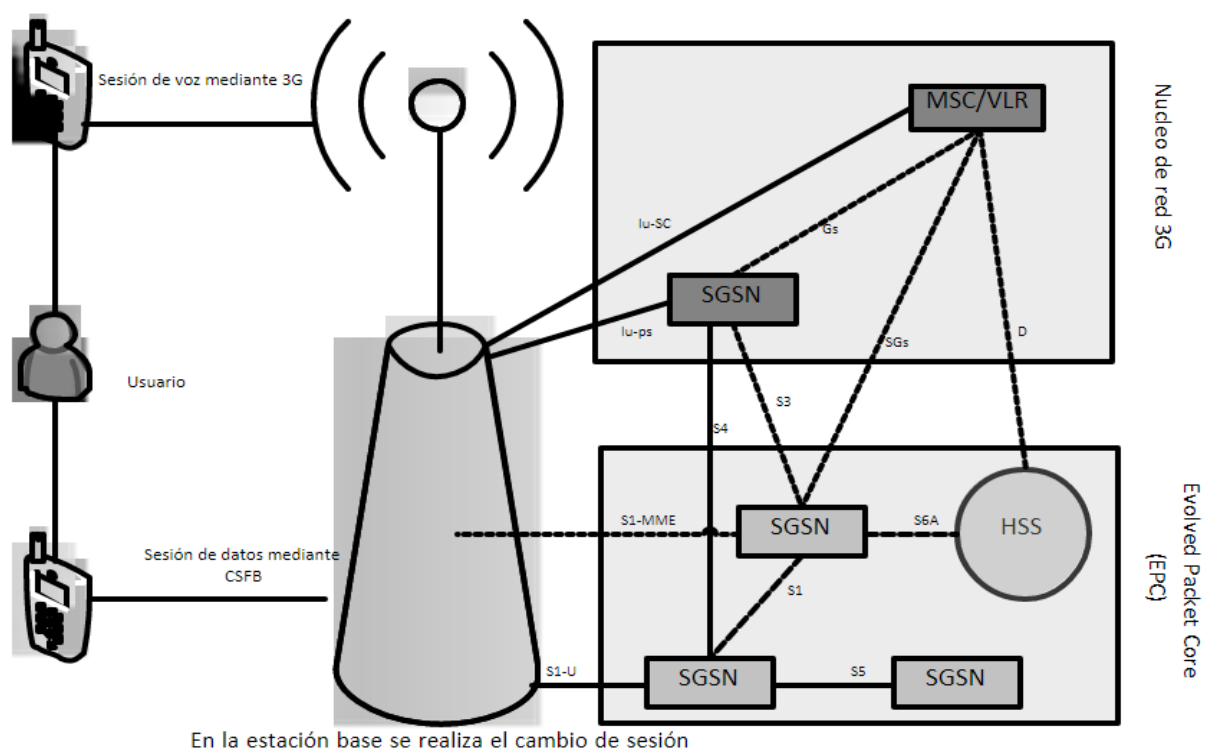 Sesión de voz mediante 3G
MSC/VLR
Nucleo de red 3G
Iu-SC
Gs
SGSN
Iu-ps
SGs
D
Usuario
S3
S4
S1-MME
SGSN
S6A
HSS
Evolved Packet Core
(EPC)
Sesión de datos mediante
CSFB
S1
S1-U
SGSN
S5
SGSN
En la estación base se realiza el cambio de sesión